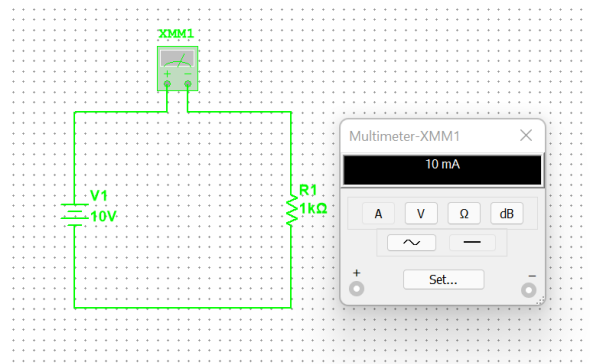 XMM1
V1
10V
R1
1kΩ
Multimeter-XMM1
10 mA
A V Ω dB
Set...
+ −